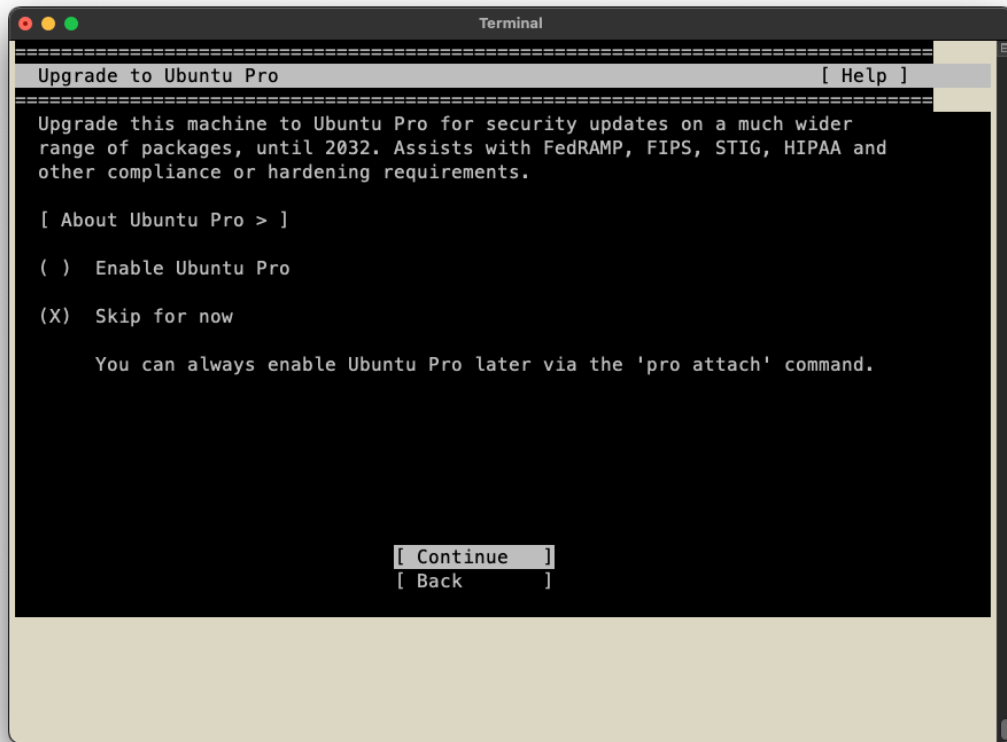 Terminal
================================================================================
Upgrade to Ubuntu Pro [ Help ]
================================================================================
Upgrade this machine to Ubuntu Pro for security updates on a much wider
range of packages, until 2032. Assists with FedRAMP, FIPS, STIG, HIPAA and
other compliance or hardening requirements.
[ About Ubuntu Pro > ]
( ) Enable Ubuntu Pro
(X) Skip for now
You can always enable Ubuntu Pro later via the 'pro attach' command.
[ Continue ]
[ Back ]